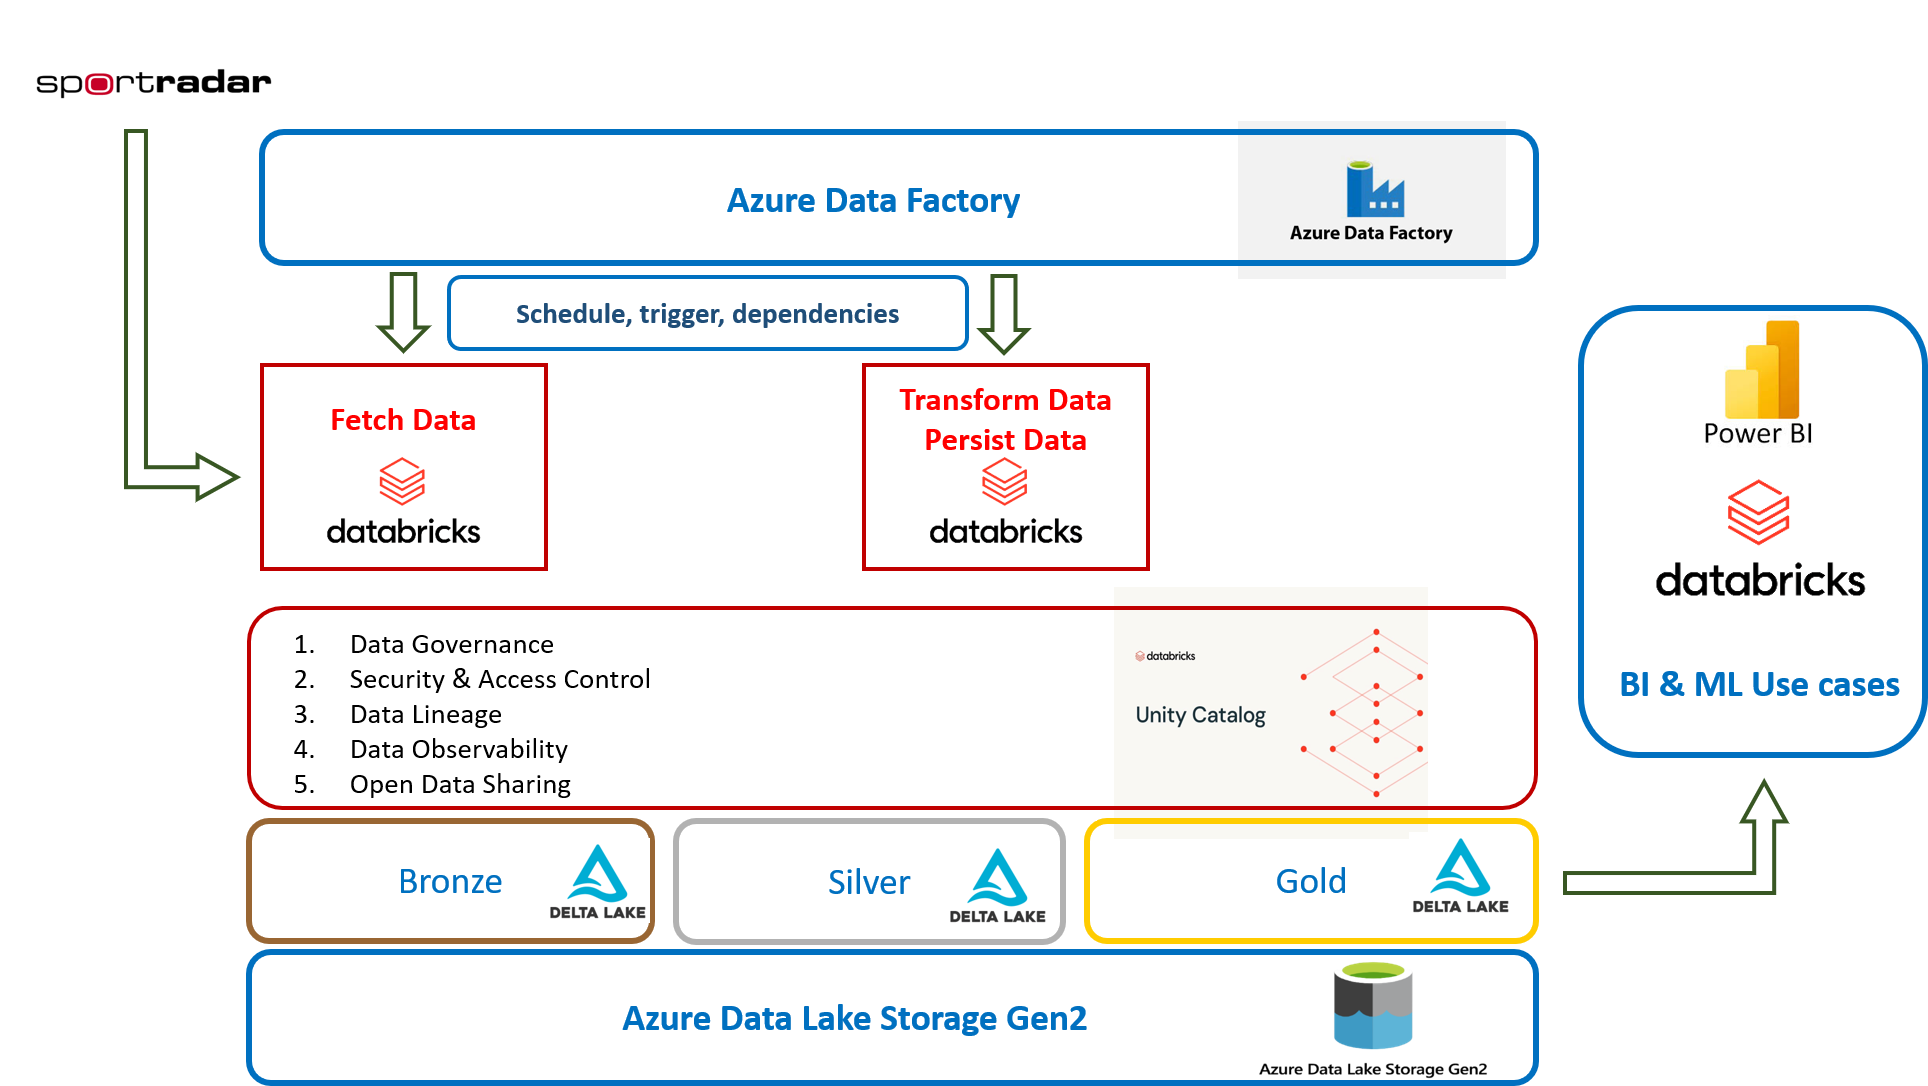 sportradar
Azure Data Factory
Azure Data Factory
Schedule, trigger, dependencies
Fetch Data
databricks
Transform Data
Persist Data
databricks
Power BI
databricks
BI & ML Use cases
1. Data Governance
2. Security & Access Control
3. Data Lineage
4. Data Observability
5. Open Data Sharing
databricks
Unity Catalog
Bronze
DELTA LAKE
Silver
DELTA LAKE
Gold
DELTA LAKE
Azure Data Lake Storage Gen2
Azure Data Lake Storage Gen2